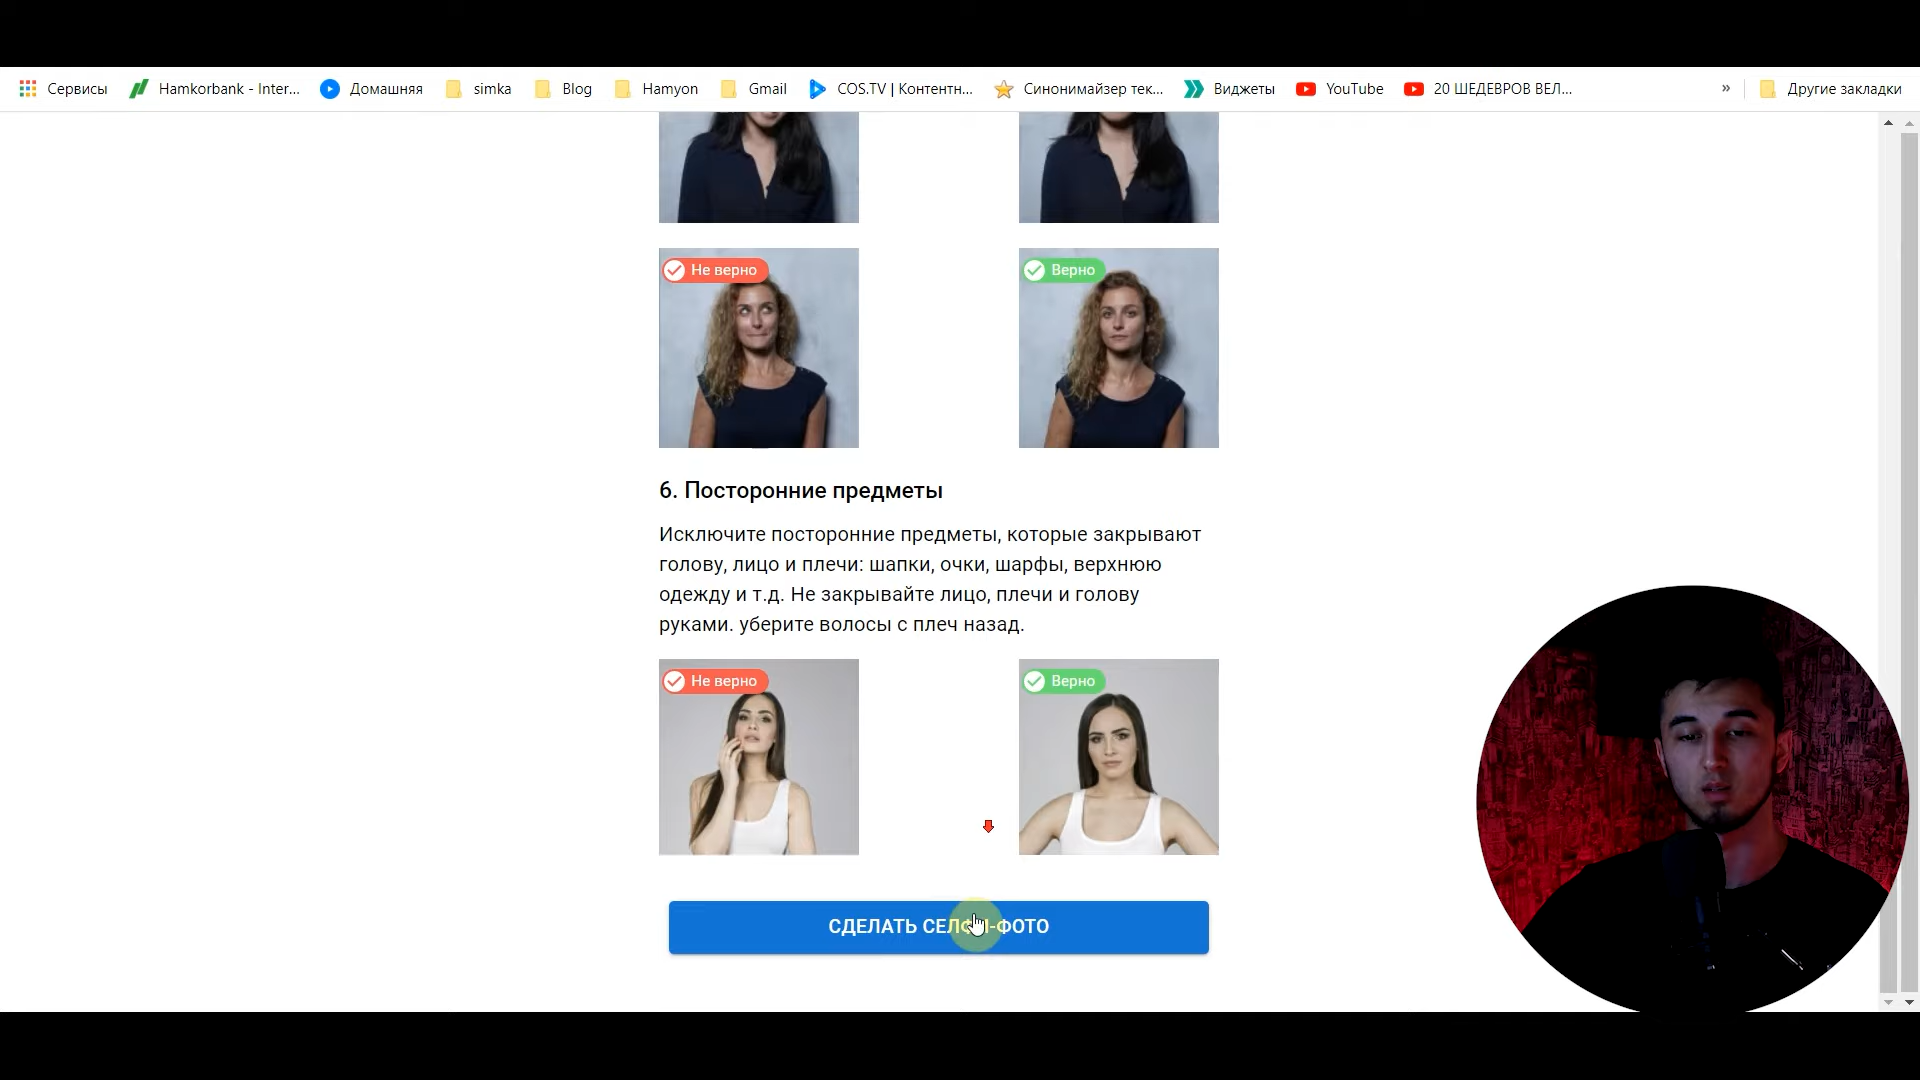 Сервисы
Hamkorbank - Inter...
Домашняя
simka
Blog
Hamyon
Gmail
COS.TV | Контентн...
Синонимайзер тек...
Виджеты
YouTube
20 ШЕДЕВРОВ ВЕЛ...
»
Другие закладки
Не верно
Верно
6. Посторонние предметы
Исключите посторонние предметы, которые закрывают
голову, лицо и плечи: шапки, очки, шарфы, верхнюю
одежду и т.д. Не закрывайте лицо, плечи и голову
руками. уберите волосы с плеч назад.
Не верно
Верно
СДЕЛАТЬ СЕЛФИ-ФОТО